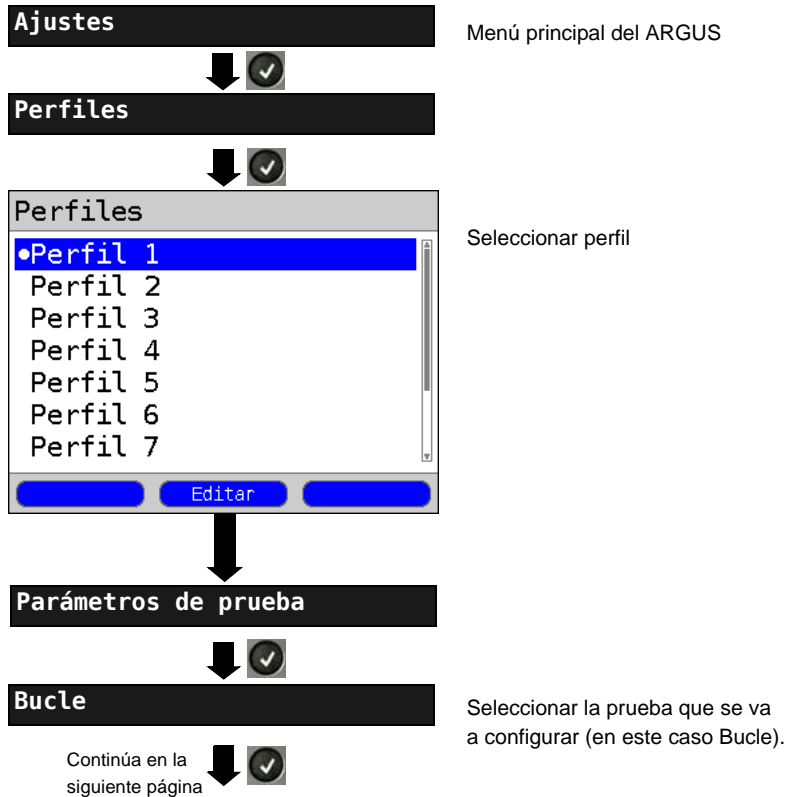 Ajustes
Menú principal del ARGUS
Perfiles
Perfiles
●Perfil 1
Seleccionar perfil
Perfil 2
Perfil 3
Perfil 4
Perfil 5
Perfil 6
Perfil 7
Editar
Parámetros de prueba
Bucle
Seleccionar la prueba que se va
a configurar (en este caso Bucle).
Continúa en la
siguiente página